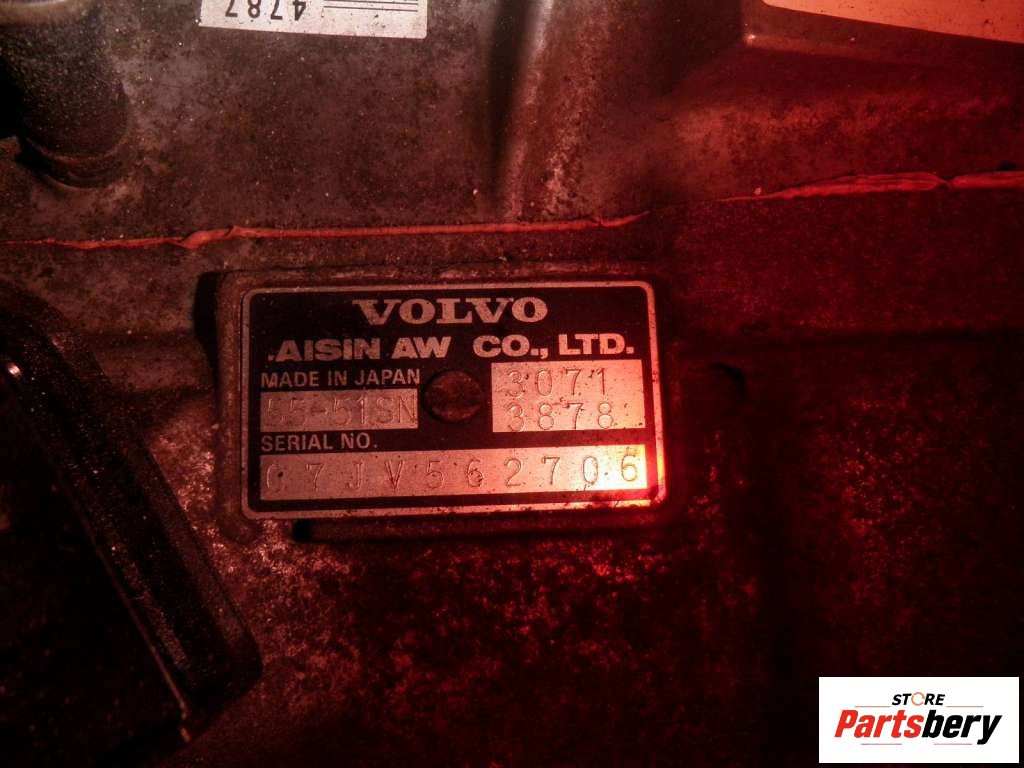 4787
VOLVO
AISIN AW CO., LTD.
MADE IN JAPAN
3071
55-51SN
3878
SERIAL NO.
07JV562706
STORE
Partsbery